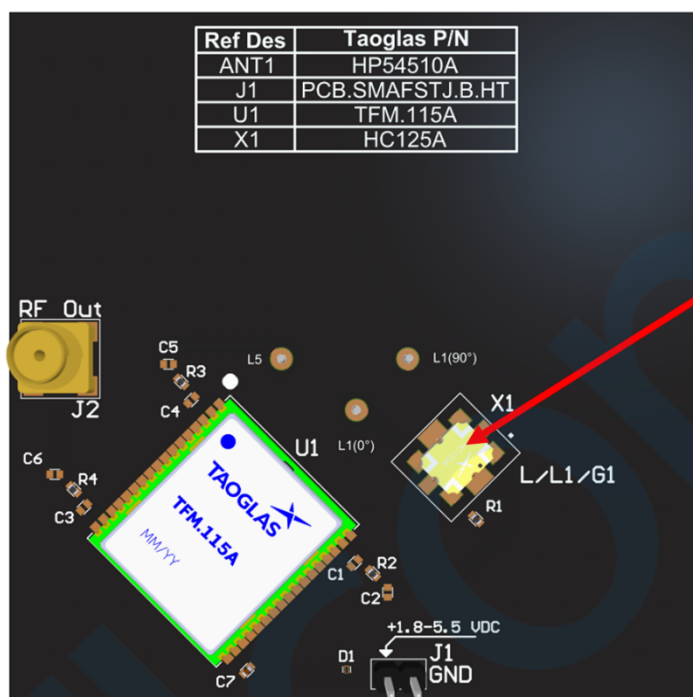 Ref Des Taoglas P/N
ANT1 HP54510A
J1 PCB.SMAFSTJ.B.HT
U1 TFM.115A
X1 HC125A
RF Out
J2
C5
R3
C4
L5
L1(90°)
L1(0°)
X1
L/L1/G1
R1
U1
C6
R4
C3
TAOGLAS
TFM.115A
MM/YY
C1
R2
C2
C7
+1.8-5.5 VDC
D1
J1
GND